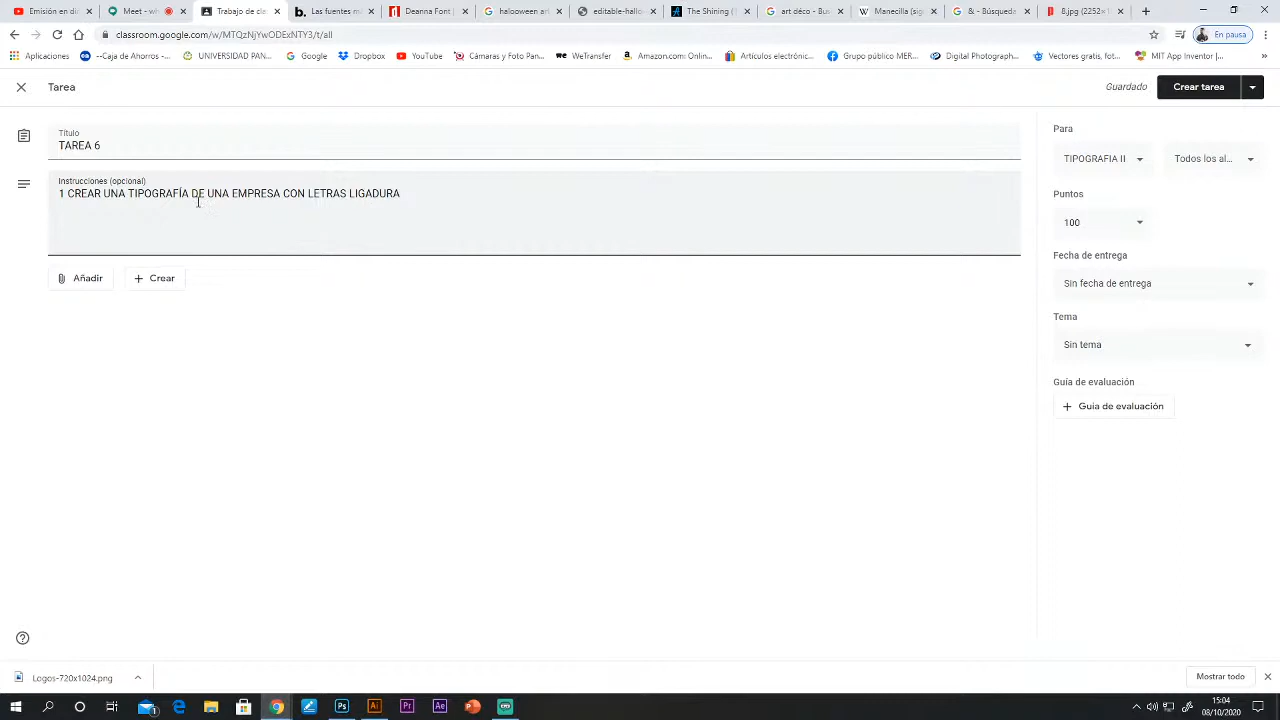 Emisión en di
Meet - wi
Trabajo de cla
Las fuentes má
Deanna Font
halooween art
editable-hallo
The Shining (
art déco - Bus
Manecilla (sig
& - Búsqueda
8.jpg (2252×1
classroom.google.com/w/MTQzNjYwODExNTY3/t/all
En pausa
Aplicaciones
--Caja de Ahorros -...
UNIVERSIDAD PAN...
Google
Dropbox
YouTube
Cámaras y Foto Pan...
WeTransfer
Amazon.com: Onlin...
Artículos electrónic...
Grupo público MER...
Digital Photograph...
Vectores gratis, fot...
MIT App Inventor |...
Tarea
Guardado
Crear tarea
Título
TAREA 6
Instrucciones (opcional)
1 CREAR UNA TIPOGRAFÍA DE UNA EMPRESA CON LETRAS LIGADURA
Añadir
Crear
Para
TIPOGRAFIA II
Todos los al...
Puntos
100
Fecha de entrega
Sin fecha de entrega
Tema
Sin tema
Guía de evaluación
Guía de evaluación
Logos-720x1024.png
Mostrar todo
15:04
08/10/2020